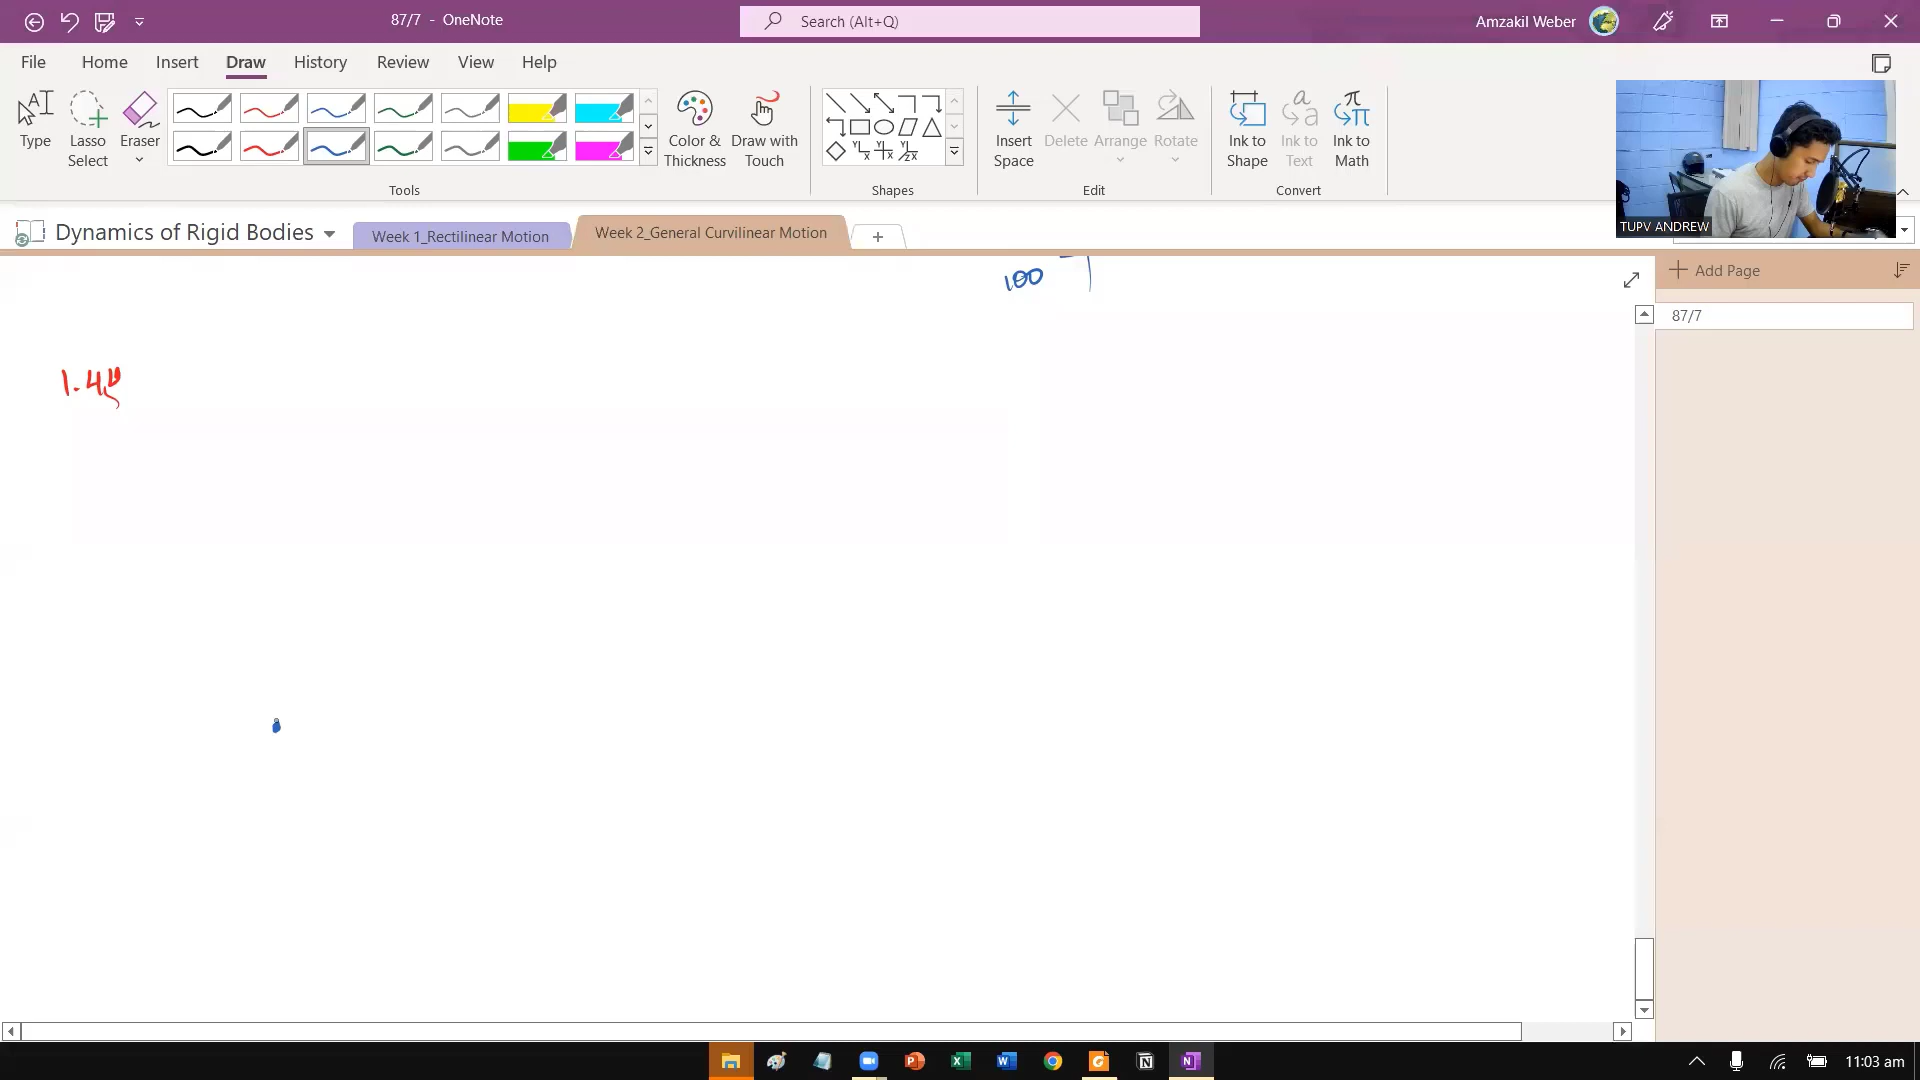 87/7 - OneNote
Search (Alt+Q)
Amzakil Weber
File Home Insert Draw History Review View Help
Type
Lasso Select
Eraser
Color & Thickness
Draw with Touch
Insert Space
Delete
Arrange
Rotate
Ink to Shape
Ink to Text
Ink to Math
Tools
Shapes
Edit
Convert
TUPV ANDREW
Dynamics of Rigid Bodies
Week 1_Rectilinear Motion
Week 2_General Curvilinear Motion
Add Page
87/7
100
11:03 am